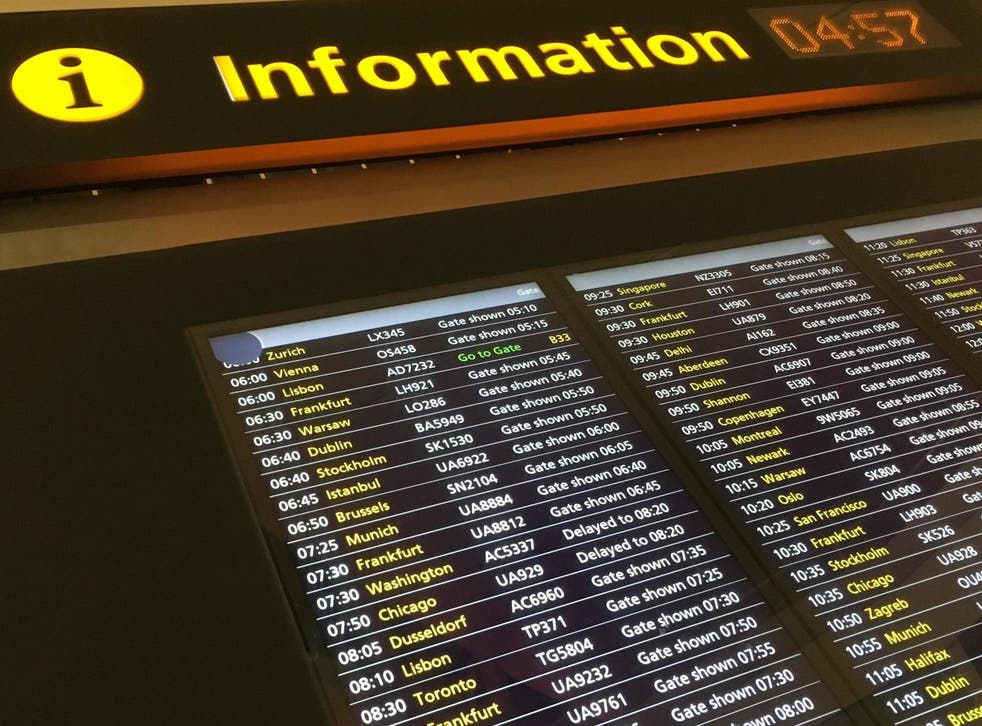 i Information 04:57
Gate
Zurich LX345 Gate shown 05:10
06:00 Vienna OS458 Gate shown 05:15
06:00 Lisbon AD7232 Go to Gate B33
06:30 Frankfurt LH921 Gate shown 05:45
06:30 Warsaw LO286 Gate shown 05:40
06:40 Dublin BA5949 Gate shown 05:50
06:40 Stockholm SK1530 Gate shown 05:50
06:45 Istanbul UA6922 Gate shown 06:00
06:50 Brussels SN2104 Gate shown 06:05
07:25 Munich UA8884 Gate shown 06:40
07:30 Frankfurt UA8812 Gate shown 06:45
07:30 Washington AC5337 Delayed to 08:20
07:50 Chicago UA929 Delayed to 08:20
08:05 Dusseldorf AC6960 Gate shown 07:35
08:10 Lisbon TP371 Gate shown 07:25
08:30 Toronto TG5804 Gate shown 07:30
Frankfurt UA9232 Gate shown 07:50
UA9761 Gate shown 07:55
Gate shown 07:30
08:00
Gate
09:25 Singapore NZ3305 Gate shown 08:15
09:30 Cork EI711 Gate shown 08:40
09:30 Frankfurt LH901 Gate shown 08:50
09:30 Houston UA879 Gate shown 08:20
09:45 Delhi AI162 Gate shown 08:35
09:45 Aberdeen CX9351 Gate shown 09:00
09:50 Dublin AC6907 Gate shown 09:00
09:50 Shannon EI381 Gate shown 09:00
09:50 Copenhagen EY7447 Gate shown 09:05
10:05 Montreal 9W5065 Gate shown 09:05
10:05 Newark AC2493 Gate shown 08:55
10:15 Warsaw AC6754 Gate shown
10:20 Oslo SK804 Gate shown
10:25 San Francisco UA900 Gate
10:30 Frankfurt LH903
10:35 Stockholm SK526
10:35 Chicago UA928
10:50 Zagreb
10:55 Munich
11:05 Halifax
11:05 Dublin
11:20 Lisbon TP363
11:25 Singapore
11:30 Frankfurt
11:30 Istanbul
11:40 Newark
11:50
12:00